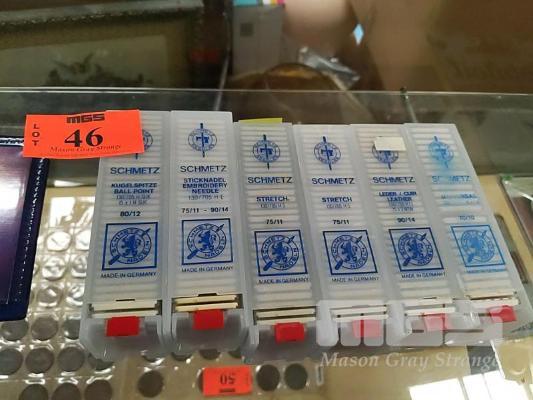 LOT
MGS
46
Mason Gray Strange
SCHMETZ
KUGELSPITZE
BALL POINT
80/12
MADE IN GERMANY
SCHMETZ
STICKNADEL
EMBROIDERY
NEEDLE
75/11 - 90/14
MADE IN GERMANY
SCHMETZ
STRETCH
75/11
MADE IN GERMANY
SCHMETZ
STRETCH
75/11
MADE IN GERMANY
SCHMETZ
LEDER / CUIR
LEATHER
90/14
MADE IN GERMANY
SCHMETZ
70/10
50
MGS
Mason Gray Strange